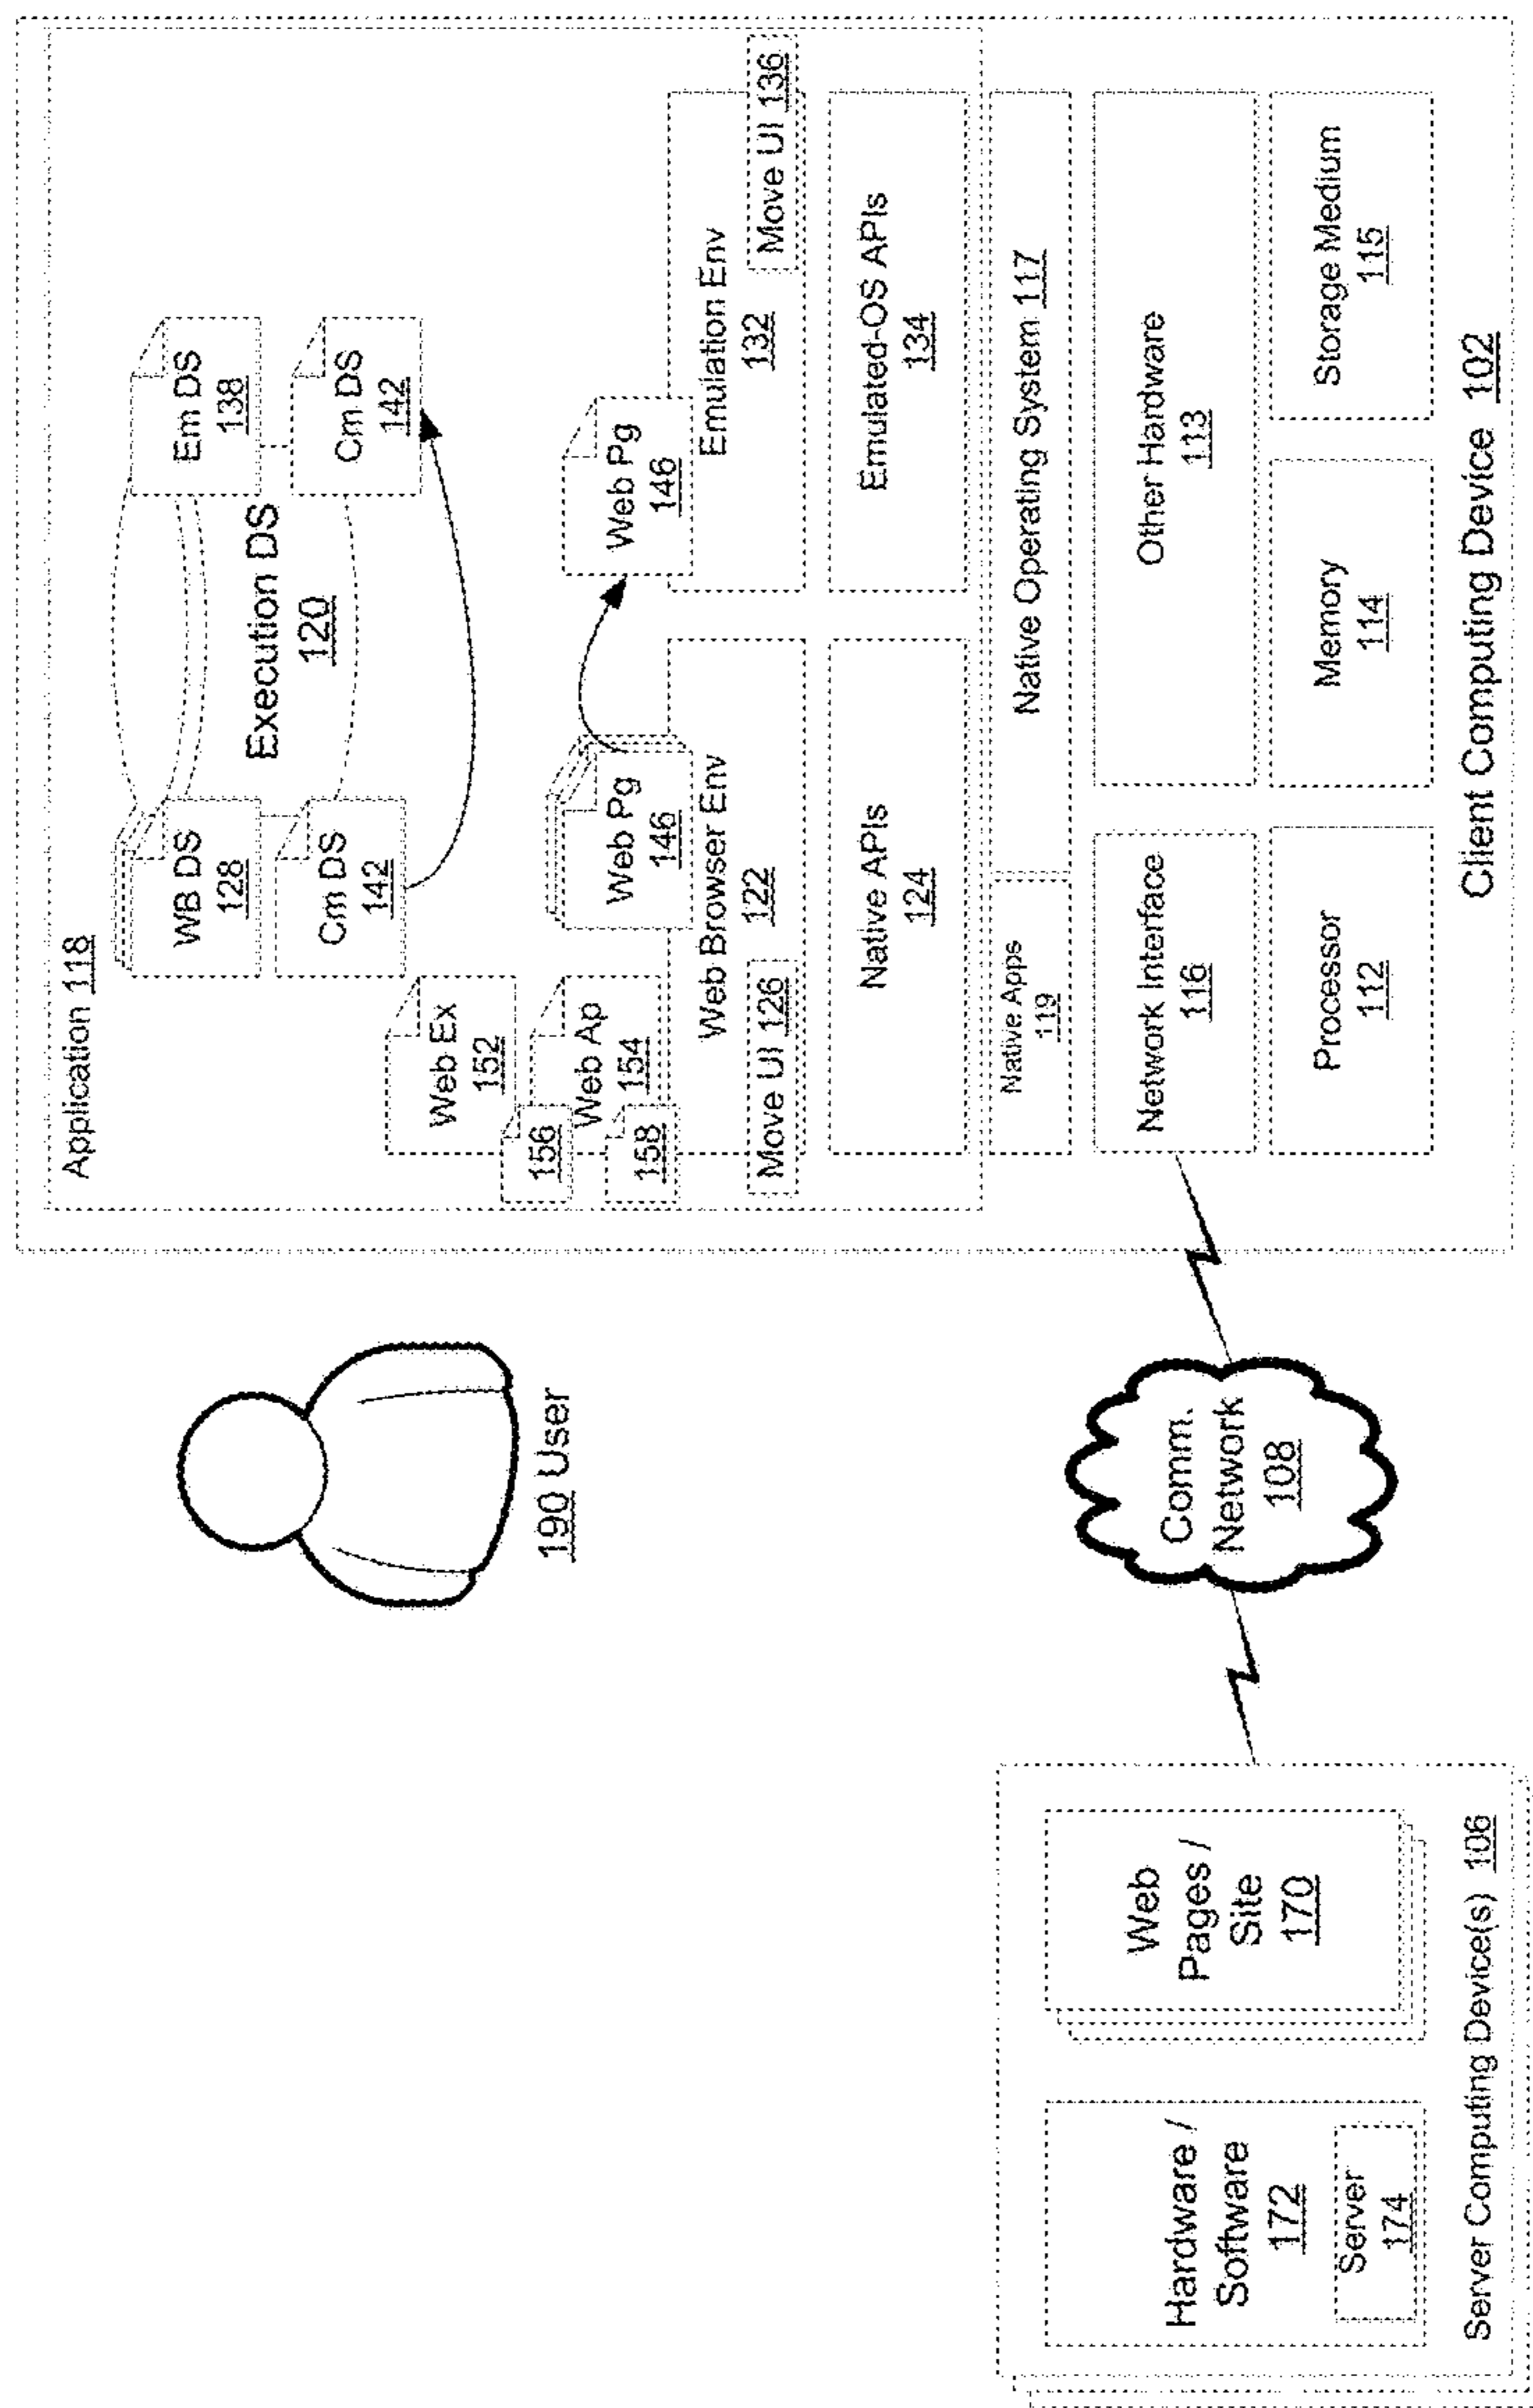 Application 118
WB DS
128
Cm DS
142
Execution DS
120
Em DS
138
Cm DS
142
Web Ex
152
Web Ap
154
156
158
Web Pg
146
Web Pg
146
Web Browser Env
122
Move UI 126
Emulation Env
132
Move UI 136
Native APIs
124
Emulated-OS APIs
134
Native Apps
119
Native Operating System 117
Network Interface
116
Other Hardware
113
Processor
112
Memory
114
Storage Medium
115
Client Computing Device 102
190 User
Comm.
Network
108
Hardware /
Software
172
Server
174
Web
Pages /
Site
170
Server Computing Device(s) 106